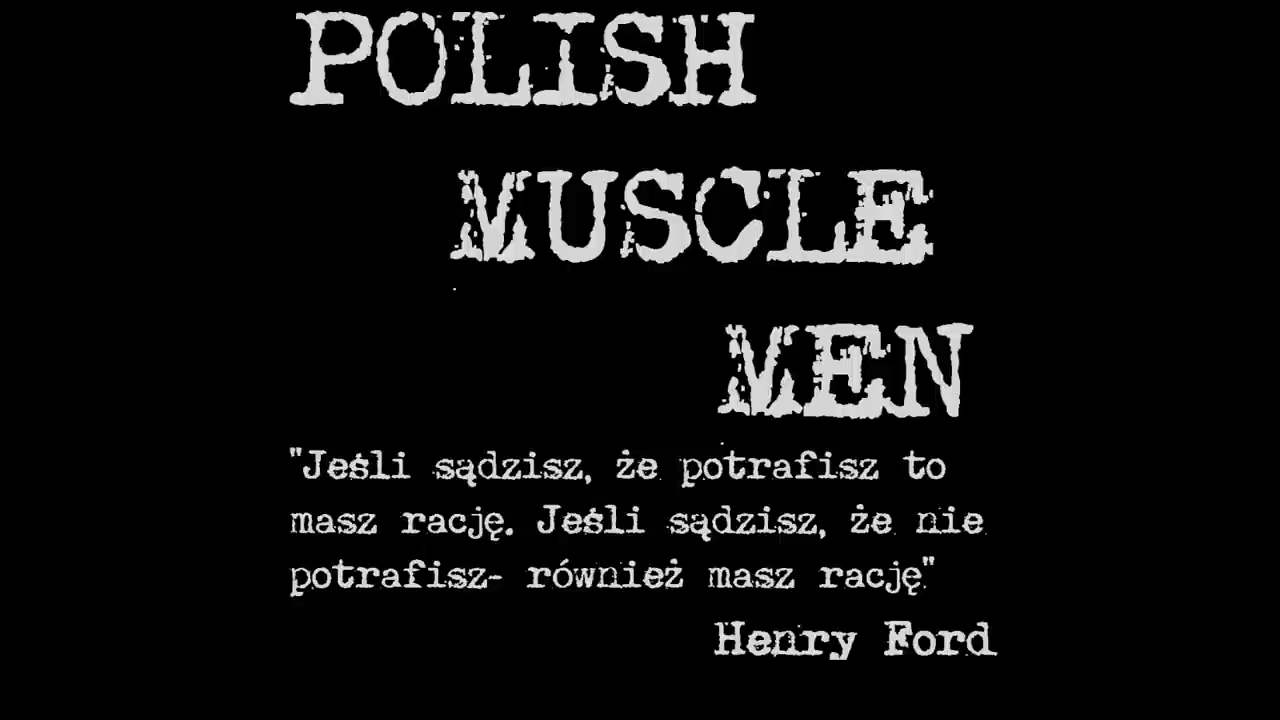 POLISH
MUSCLE
MEN
"Jeśli sądzisz, że potrafisz to
masz rację. Jeśli sądzisz, że nie
potrafisz- również masz rację"
Henry Ford